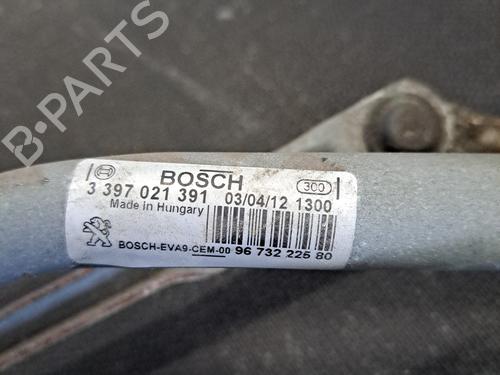 B-PARTS
BOSCH 300
3 397 021 391 03/04/12 1300
Made in Hungary
BOSCH-EVA9-CEM-00 96 732 225 80